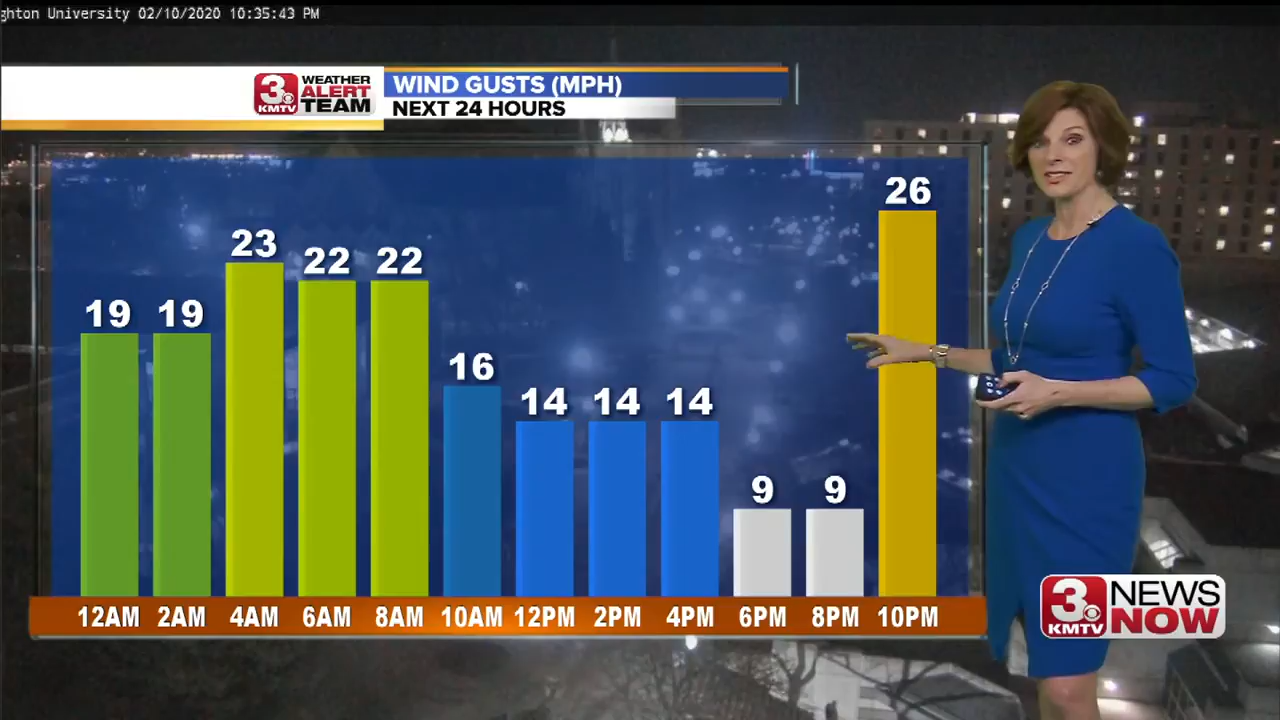 ghton University 02/10/2020 10:35:43 PM
3 KMTV WEATHER ALERT TEAM
WIND GUSTS (MPH)
NEXT 24 HOURS
19 19 23 22 22 16 14 14 14 9 9 26
12AM 2AM 4AM 6AM 8AM 10AM 12PM 2PM 4PM 6PM 8PM 10PM
3 KMTV NEWS NOW